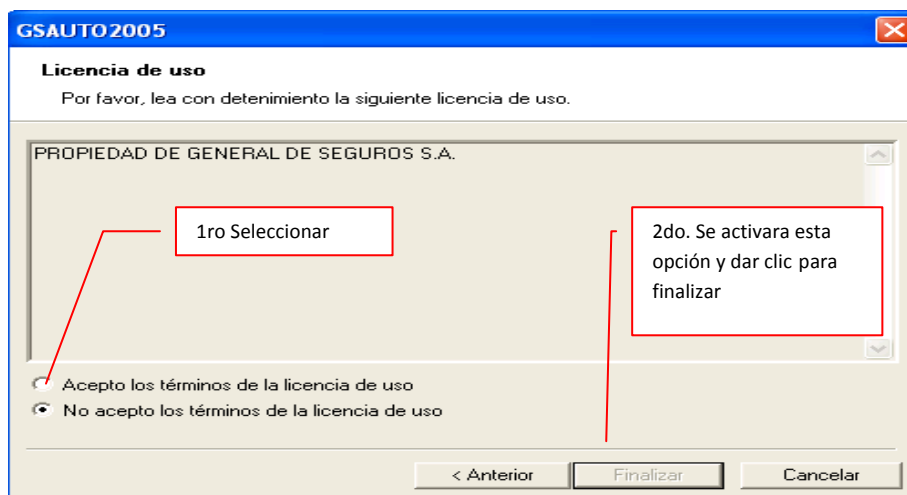 GSAUTO2005
Licencia de uso
Por favor, lea con detenimiento la siguiente licencia de uso.
PROPIEDAD DE GENERAL DE SEGUROS S.A.
1ro Seleccionar
2do. Se activara esta
opción y dar clic para
finalizar
Acepto los términos de la licencia de uso
No acepto los términos de la licencia de uso
< Anterior
Finalizar
Cancelar